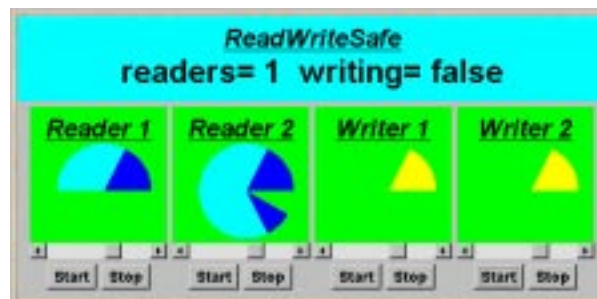 ReadWriteSafe
readers= 1 writing= false
Reader 1 Reader 2 Writer 1 Writer 2
Start Stop Start Stop Start Stop Start Stop